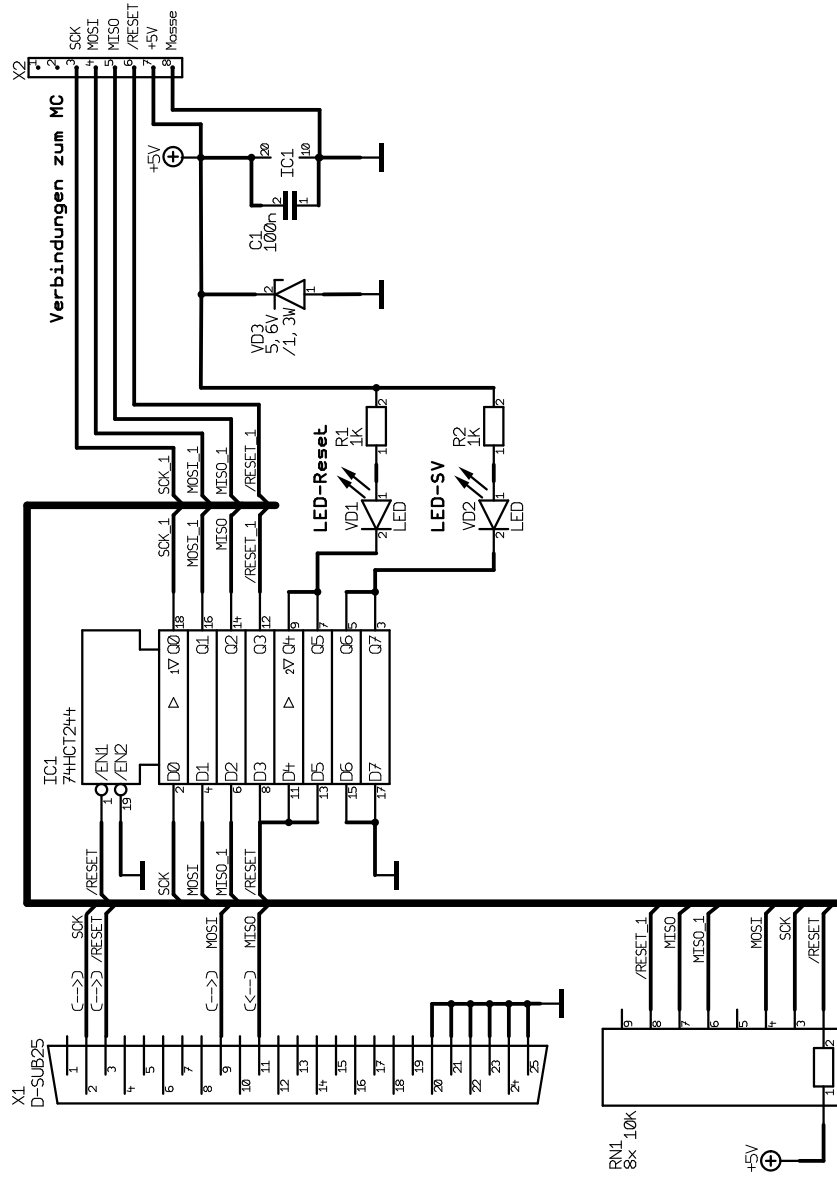 X2
1
2
3
4
5
6
7
8
SCK
MOSI
MISO
/RESET
+5V
Masse
Verbindungen zum MC
+5V
20
IC1
10
C1
100n
2
1
VD3
5,6V
/1,3W
2
1
SCK_1
MOSI_1
MISO_1
/RESET_1
SCK_1
MOSI_1
MISO
/RESET_1
LED-Reset
R1
1K
1
2
VD1
LED
1
2
LED-SV
R2
1K
1
2
VD2
LED
1
2
IC1
74HCT244
/EN1
/EN2
1
19
D0
D1
D2
D3
D4
D5
D6
D7
2
4
6
8
11
13
15
17
1▽ Q0
Q1
Q2
Q3
2▽ Q4
Q5
Q6
Q7
18
16
14
12
9
7
5
3
/RESET
SCK
MOSI
MISO_1
/RESET
(-->) SCK
(-->) /RESET
(-->) MOSI
(<--) MISO
X1
D-SUB25
1
2
3
4
5
6
7
8
9
10
11
12
13
14
15
16
17
18
19
20
21
22
23
24
25
/RESET_1
MISO
MISO_1
MOSI
SCK
/RESET
9
8
7
6
5
4
3
2
1
RN1
8x 10K
+5V